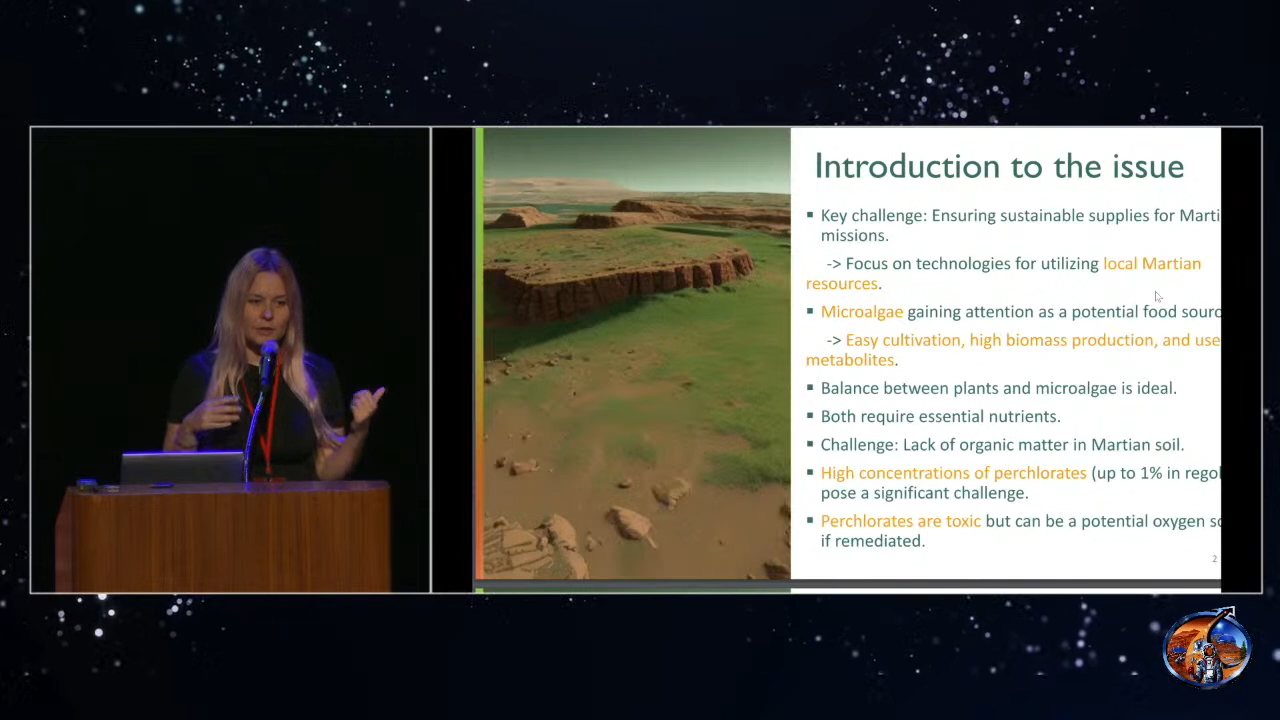 Introduction to the issue
▪ Key challenge: Ensuring sustainable supplies for Marti
missions.
-> Focus on technologies for utilizing local Martian
resources.
▪ Microalgae gaining attention as a potential food sourc
-> Easy cultivation, high biomass production, and use
metabolites.
▪ Balance between plants and microalgae is ideal.
▪ Both require essential nutrients.
▪ Challenge: Lack of organic matter in Martian soil.
▪ High concentrations of perchlorates (up to 1% in regol
pose a significant challenge.
▪ Perchlorates are toxic but can be a potential oxygen so
if remediated.
2